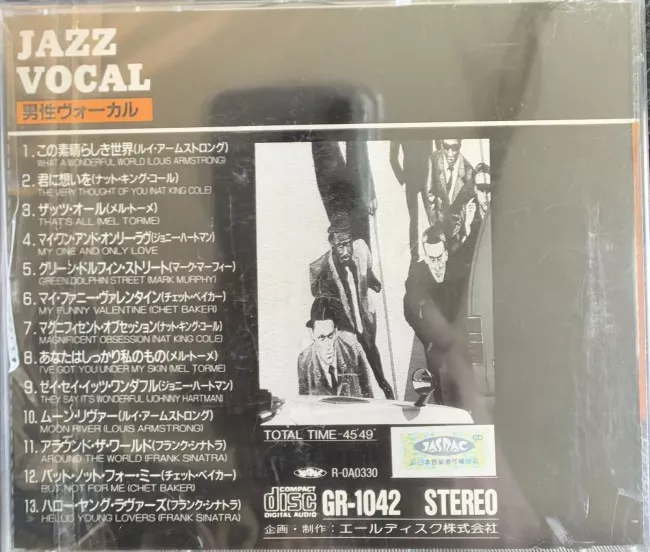 JAZZ
VOCAL
男性ヴォーカル
1. この素晴らしき世界(ルイ・アームストロング)
WHAT A WONDERFUL WORLD (LOUIS ARMSTRONG)
2. 君に想いを(ナット・キング・コール)
THE VERY THOUGHT OF YOU (NAT KING COLE)
3. ザッツ・オール(メル・トーメ)
THAT'S ALL (MEL TORME)
4. マイ・ワン・アンド・オンリー・ラヴ(ジョニー・ハートマン)
MY ONE AND ONLY LOVE
5. グリーン・ドルフィン・ストリート(マーク・マーフィー)
GREEN DOLPHIN STREET (MARK MURPHY)
6. マイ・ファニー・ヴァレンタイン(チェット・ベイカー)
MY FUNNY VALENTINE (CHET BAKER)
7. マグニフィセント・オブセッション(ナット・キング・コール)
MAGNIFICENT OBSESSION (NAT KING COLE)
8. あなたはしっかり私のもの(メル・トーメ)
I'VE GOT YOU UNDER MY SKIN (MEL TORME)
9. ゼイ・セイ・イッツ・ワンダフル(ジョニー・ハートマン)
THEY SAY IT'S WONDERFUL (JOHNNY HARTMAN)
10. ムーン・リヴァー(ルイ・アームストロング)
MOON RIVER (LOUIS ARMSTRONG)
11. アラウンド・ザ・ワールド(フランク・シナトラ)
AROUND THE WORLD (FRANK SINATRA)
12. バット・ノット・フォー・ミー(チェット・ベイカー)
BUT NOT FOR ME (CHET BAKER)
13. ハロー・ヤング・ラヴァーズ(フランク・シナトラ)
HELLO YOUNG LOVERS (FRANK SINATRA)
TOTAL TIME-45'49"
JASRAC
R-0A0330
COMPACT
disc
DIGITAL AUDIO
GR-1042 STEREO
企画・制作：エールディスク株式会社